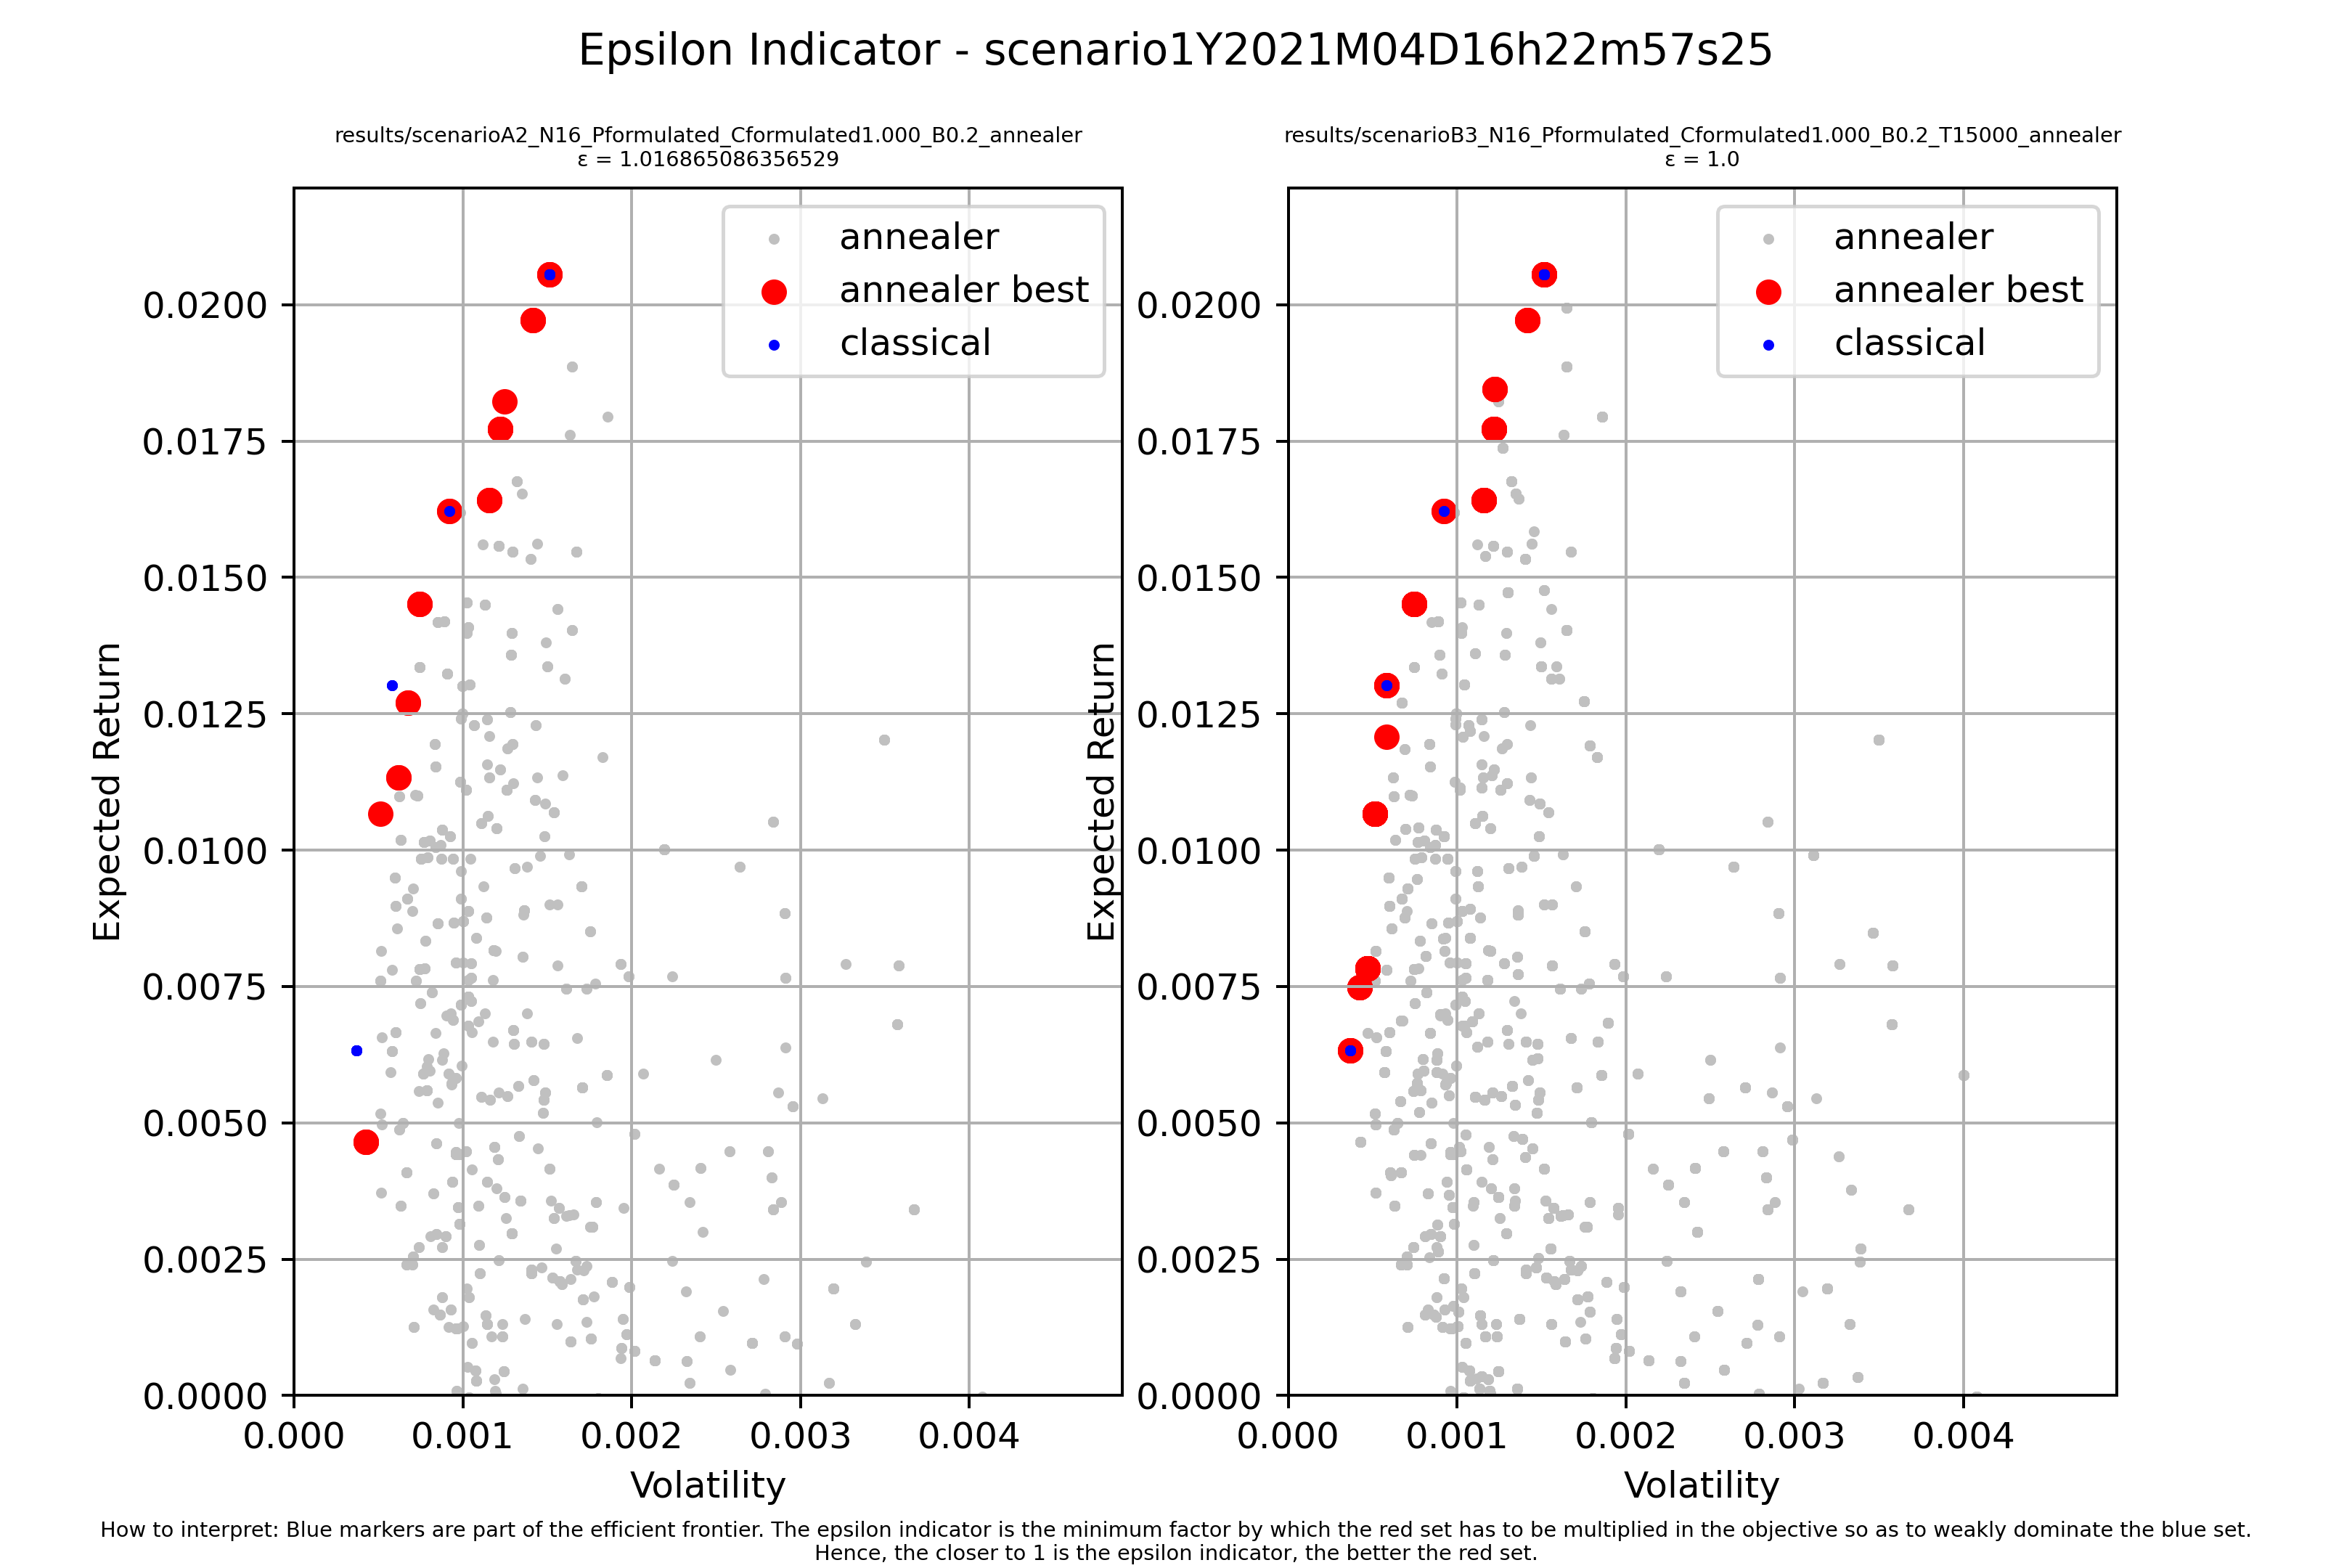 Epsilon Indicator - scenario1Y2021M04D16h22m57s25
results/scenarioA2_N16_Pformulated_Cformulated1.000_B0.2_annealer
ε = 1.016865086356529
annealer
annealer best
classical
0.0200
0.0175
0.0150
0.0125
0.0100
0.0075
0.0050
0.0025
0.0000
Expected Return
0.000 0.001 0.002 0.003 0.004
Volatility
results/scenarioB3_N16_Pformulated_Cformulated1.000_B0.2_T15000_annealer
ε = 1.0
annealer
annealer best
classical
0.0200
0.0175
0.0150
0.0125
0.0100
0.0075
0.0050
0.0025
0.0000
Expected Return
0.000 0.001 0.002 0.003 0.004
Volatility
How to interpret: Blue markers are part of the efficient frontier. The epsilon indicator is the minimum factor by which the red set has to be multiplied in the objective so as to weakly dominate the blue set.
Hence, the closer to 1 is the epsilon indicator, the better the red set.